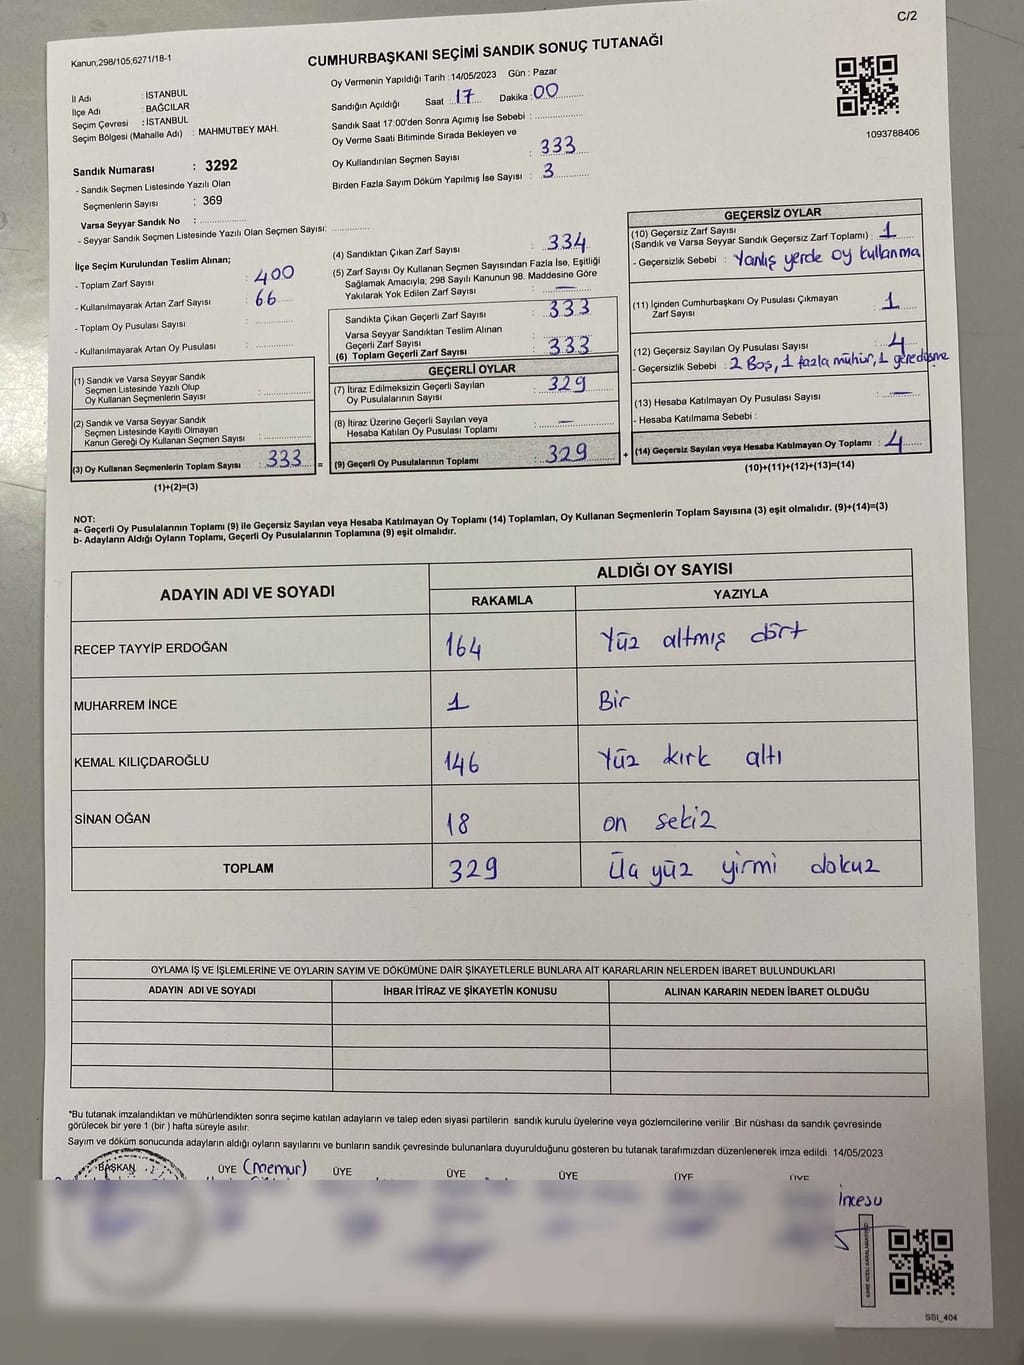 C/2
Kanun,298/105,6271/18-1
CUMHURBAŞKANI SEÇİMİ SANDIK SONUÇ TUTANAĞI
İl Adı : İSTANBUL
İlçe Adı : BAĞCILAR
Seçim Çevresi : İSTANBUL
Seçim Bölgesi (Mahalle Adı) : MAHMUTBEY MAH.
Sandık Numarası : 3292
- Sandık Seçmen Listesinde Yazılı Olan
Seçmenlerin Sayısı : 369
Varsa Seyyar Sandık No :
- Seyyar Sandık Seçmen Listesinde Yazılı Olan Seçmen Sayısı:
Oy Vermenin Yapıldığı Tarih : 14/05/2023 Gün : Pazar
Sandığın Açıldığı Saat : 17 Dakika : 00
Sandık Saat 17:00'den Sonra Açımış İse Sebebi :
Oy Verme Saati Bitiminde Sırada Bekleyen ve
Oy Kullandırılan Seçmen Sayısı : 333
Birden Fazla Sayım Döküm Yapılmış İse Sayısı : 3
1093788406
İlçe Seçim Kurulundan Teslim Alınan;
- Toplam Zarf Sayısı : 400
- Kullanılmayarak Artan Zarf Sayısı : 66
- Toplam Oy Pusulası Sayısı :
- Kullanılmayarak Artan Oy Pusulası :
(1) Sandık ve Varsa Seyyar Sandık
Seçmen Listesinde Yazılı Olup
Oy Kullanan Seçmenlerin Sayısı :
(2) Sandık ve Varsa Seyyar Sandık
Seçmen Listesinde Kayıtlı Olmayan
Kanun Gereği Oy Kullanan Seçmen Sayısı :
(3) Oy Kullanan Seçmenlerin Toplam Sayısı : 333 =
(1)+(2)=(3)
(4) Sandıktan Çıkan Zarf Sayısı : 334
(5) Zarf Sayısı Oy Kullanan Seçmen Sayısından Fazla İse, Eşitliği
Sağlamak Amacıyla, 298 Sayılı Kanunun 98. Maddesine Göre
Yakılarak Yok Edilen Zarf Sayısı : —
Sandıkta Çıkan Geçerli Zarf Sayısı : 333
Varsa Seyyar Sandıktan Teslim Alınan
Geçerli Zarf Sayısı :
(6) Toplam Geçerli Zarf Sayısı : 333
GEÇERLİ OYLAR
(7) İtiraz Edilmeksizin Geçerli Sayılan : 329
Oy Pusulalarının Sayısı
(8) İtiraz Üzerine Geçerli Sayılan veya
Hesaba Katılan Oy Pusulası Toplamı : —
(9) Geçerli Oy Pusulalarının Toplamı : 329 +
GEÇERSİZ OYLAR
(10) Geçersiz Zarf Sayısı
(Sandık ve Varsa Seyyar Sandık Geçersiz Zarf Toplamı) : 1
- Geçersizlik Sebebi : Yanlış yerde oy kullanma
(11) İçinden Cumhurbaşkanı Oy Pusulası Çıkmayan
Zarf Sayısı : 1
(12) Geçersiz Sayılan Oy Pusulası Sayısı : 4
- Geçersizlik Sebebi : 2 Boş, 1 fazla mühür, 1
(13) Hesaba Katılmayan Oy Pusulası Sayısı : —
- Hesaba Katılmama Sebebi :
(14) Geçersiz Sayılan veya Hesaba Katılmayan Oy Toplamı : 4
(10)+(11)+(12)+(13)=(14)
NOT:
a- Geçerli Oy Pusulalarının Toplamı (9) ile Geçersiz Sayılan veya Hesaba Katılmayan Oy Toplamı (14) Toplamları, Oy Kullanan Seçmenlerin Toplam Sayısına (3) eşit olmalıdır. (9)+(14)=(3)
b- Adayların Aldığı Oyların Toplamı, Geçerli Oy Pusulalarının Toplamına (9) eşit olmalıdır.
ADAYIN ADI VE SOYADI
ALDIĞI OY SAYISI
RAKAMLA YAZIYLA
RECEP TAYYİP ERDOĞAN 164 Yüz altmış dört
MUHARREM İNCE 1 Bir
KEMAL KILIÇDAROĞLU 146 Yüz kırk altı
SİNAN OĞAN 18 on sekiz
TOPLAM 329 Üç yüz yirmi dokuz
OYLAMA İŞ VE İŞLEMLERİNE VE OYLARIN SAYIM VE DÖKÜMÜNE DAİR ŞİKAYETLERLE BUNLARA AİT KARARLARIN NELERDEN İBARET BULUNDUKLARI
ADAYIN ADI VE SOYADI İHBAR İTİRAZ VE ŞİKAYETİN KONUSU ALINAN KARARIN NEDEN İBARET OLDUĞU
*Bu tutanak imzalandıktan ve mühürlendikten sonra seçime katılan adayların ve talep eden siyasi partilerin sandık kurulu üyelerine veya gözlemcilerine verilir .Bir nüshası da sandık çevresinde
görülecek bir yere 1 (bir ) hafta süreyle asılır.
Sayım ve döküm sonucunda adayların aldığı oyların sayılarını ve bunların sandık çevresinde bulunanlara duyurulduğunu gösteren bu tutanak tarafımızdan düzenlenerek imza edildi. 14/05/2023
BAŞKAN ÜYE (memur) ÜYE ÜYE ÜYE ÜYE ÜYE
İncesu
KARE KODU KARALAMAYINIZ!
SSI_404